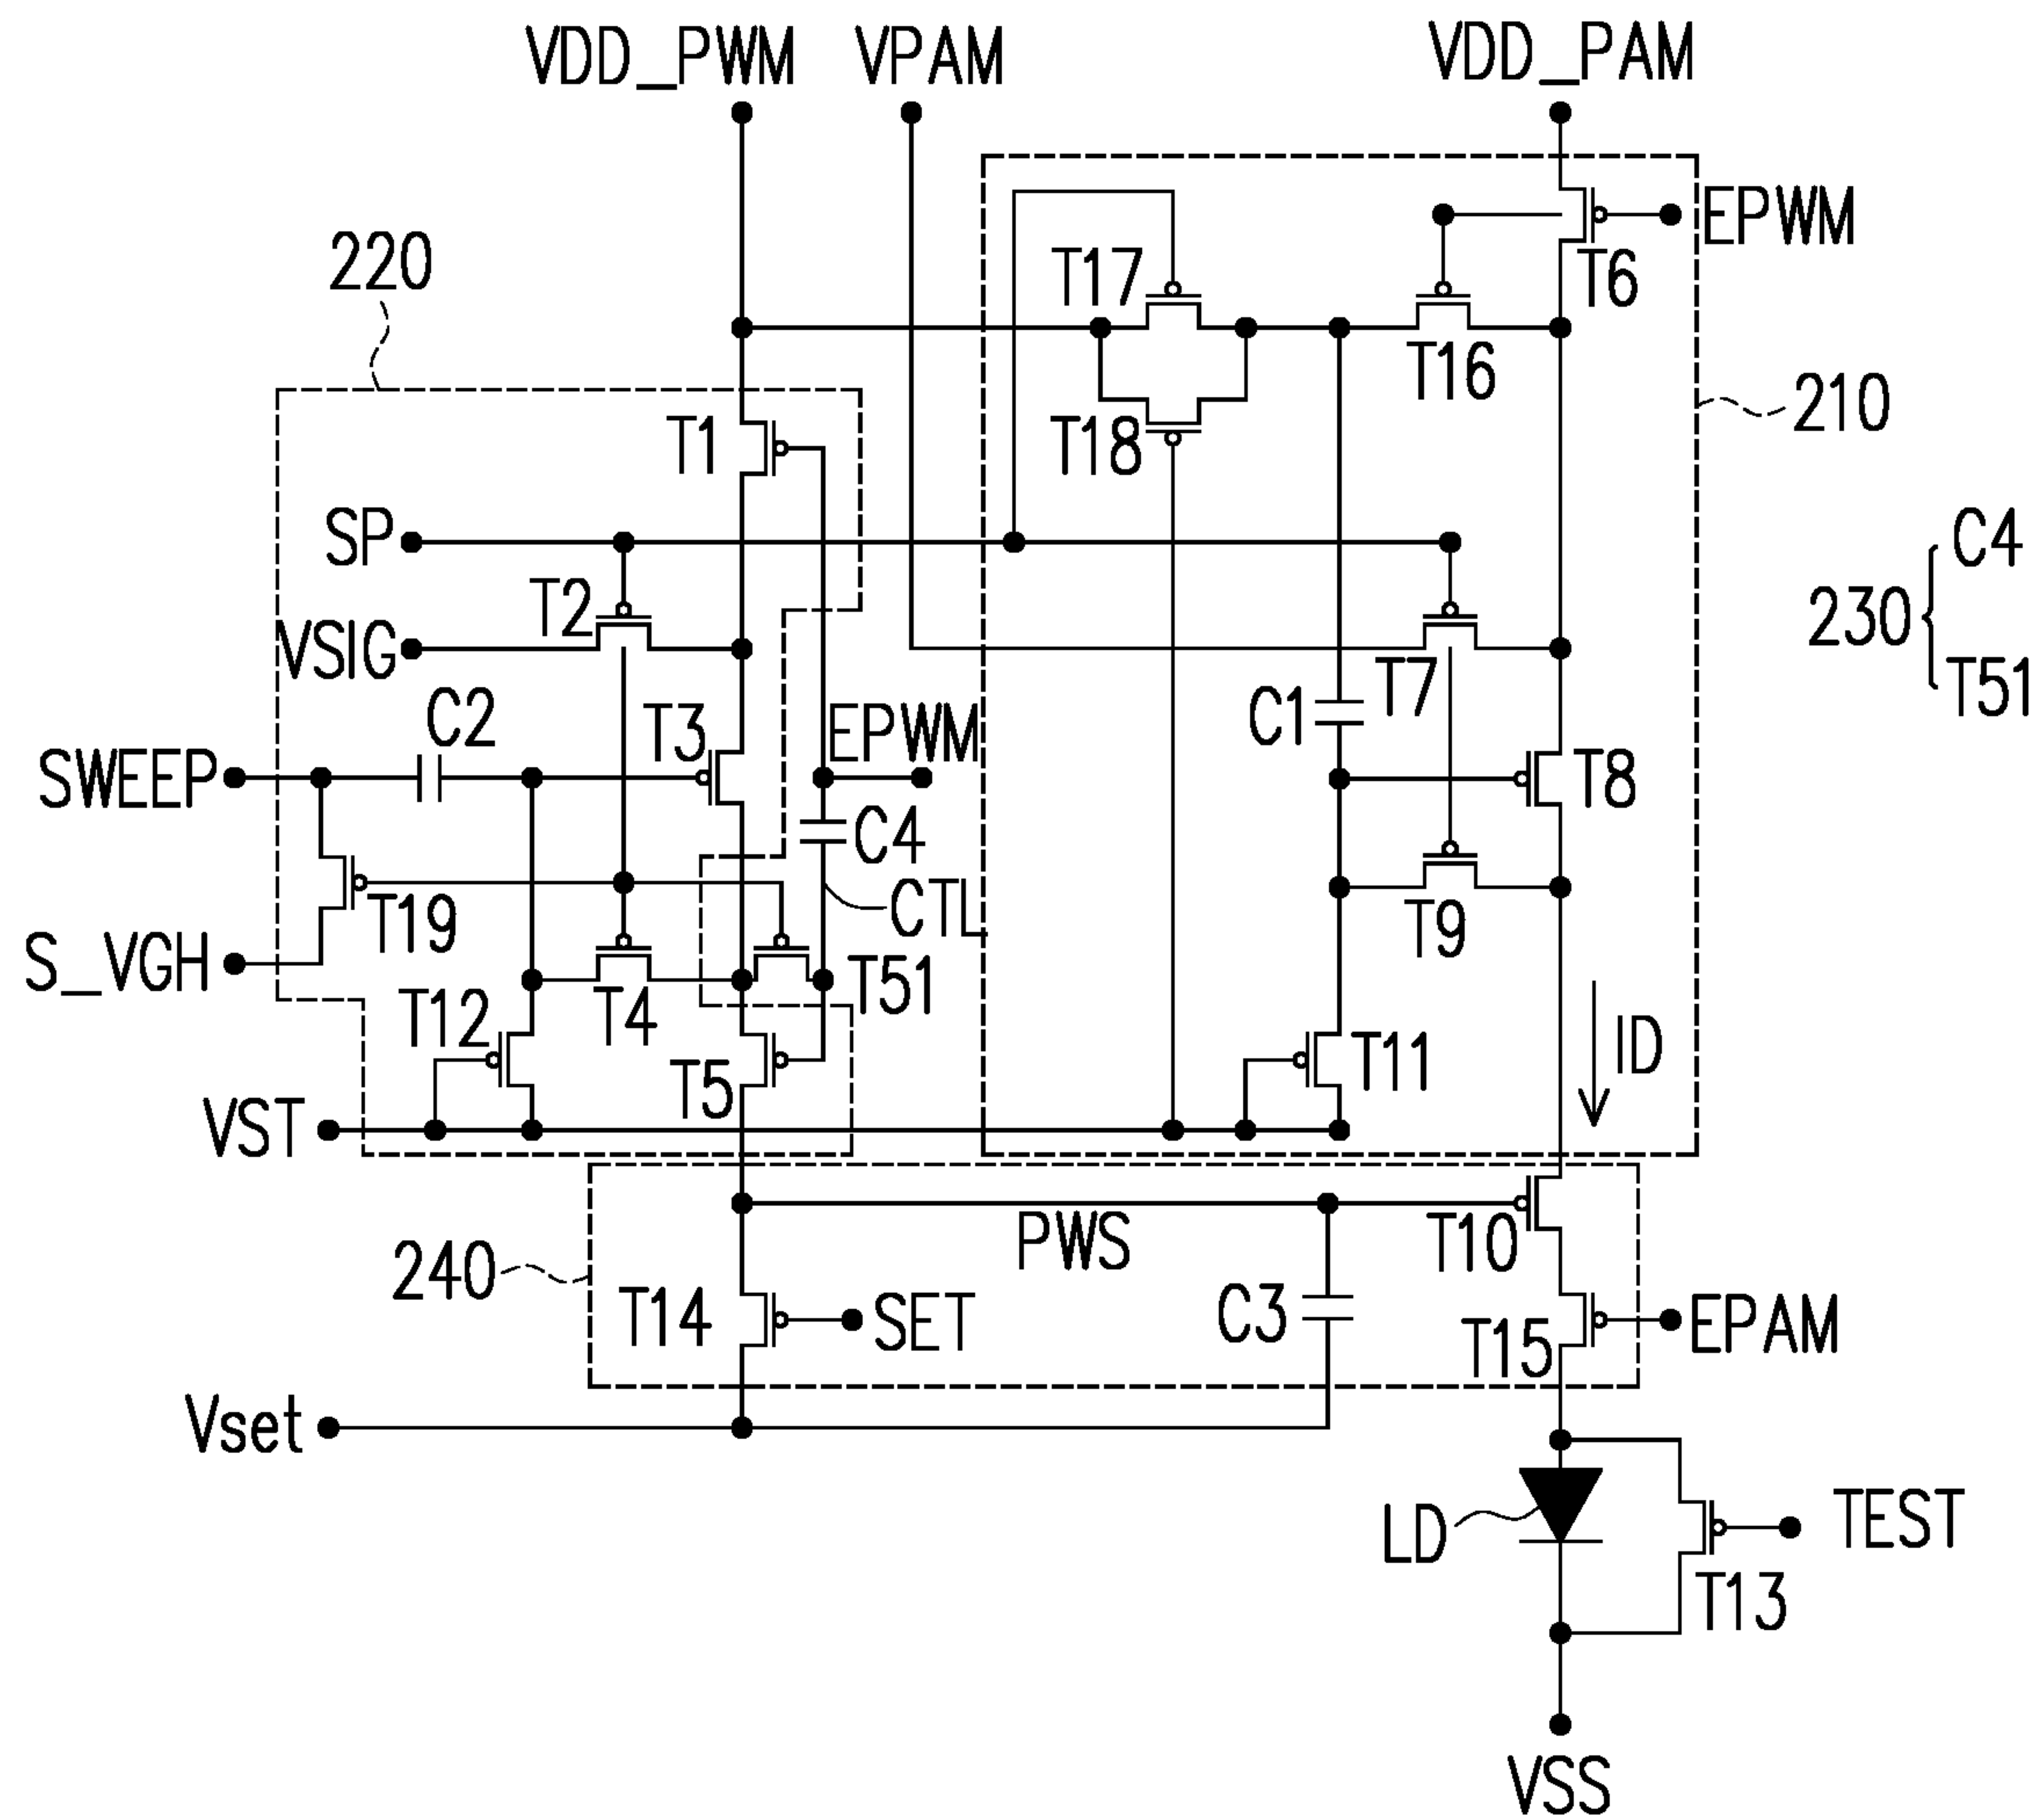 VDD_PWM VPAM VDD_PAM
EPWM
220
T17 T6
T16
210
T1 T18
SP C4
T2 230
VSIG T7 T51
C2 T3 EPWM C1
SWEEP T8
C4
CTL
T19 T9
S_VGH T51
T12 T4
T5 T11 ID
VST
PWS T10
240
T14 SET C3 T15 EPAM
Vset
LD TEST
T13
VSS